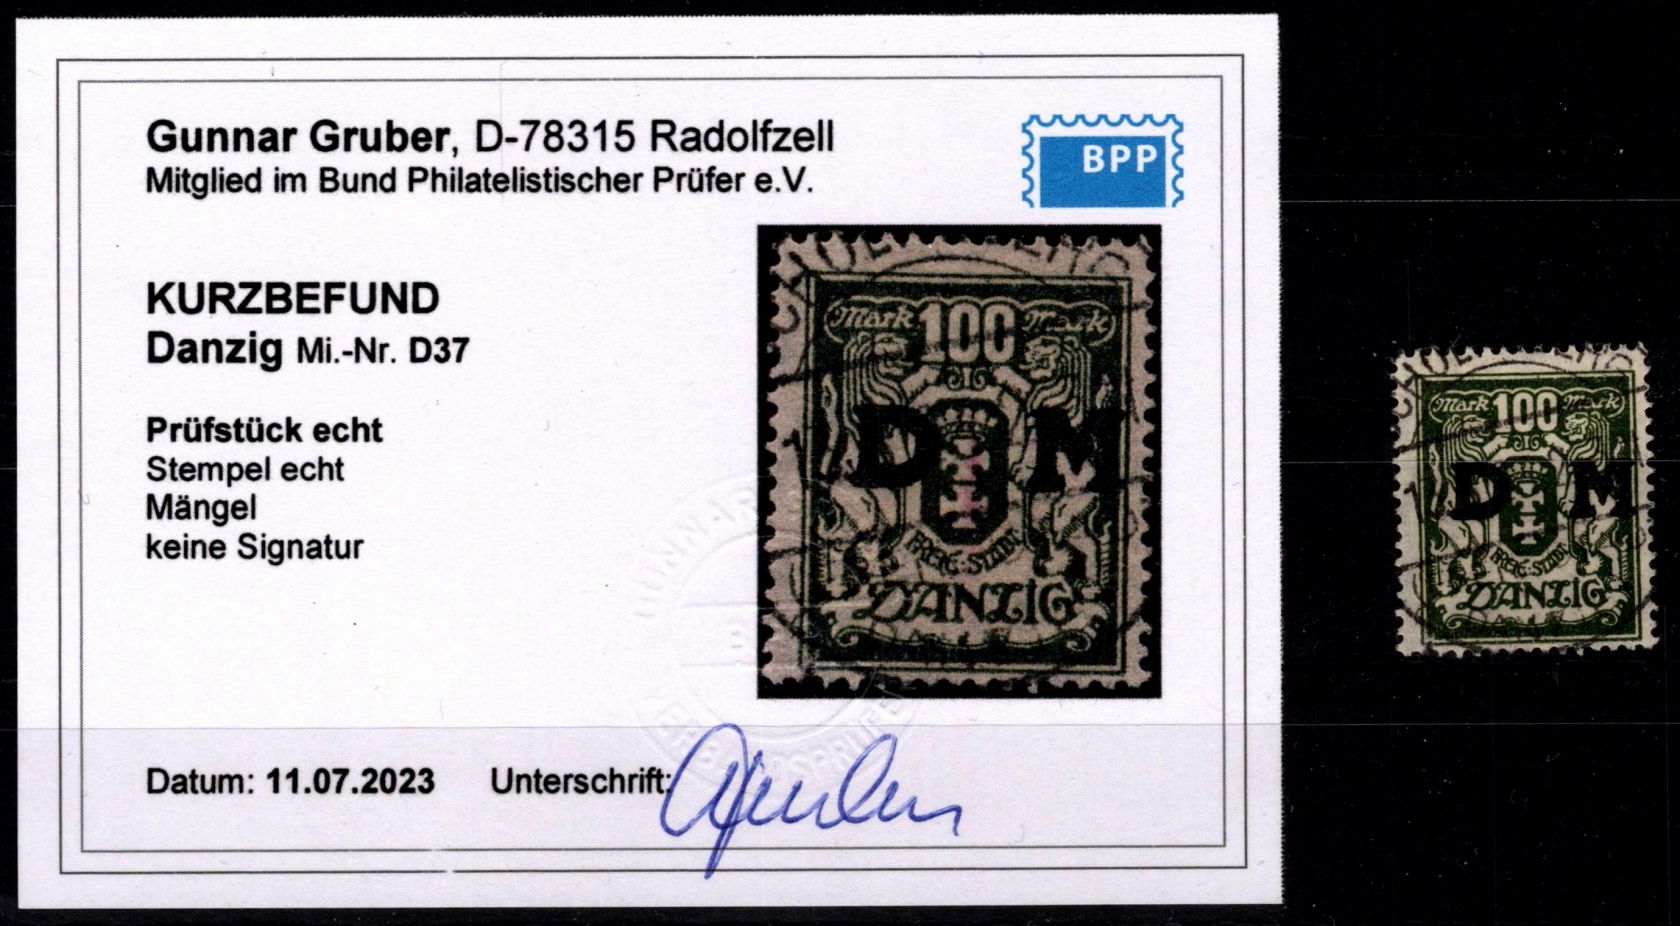 Gunnar Gruber, D-78315 Radolfzell
Mitglied im Bund Philatelistischer Prüfer e.V.
BPP
KURZBEFUND
Danzig Mi.-Nr. D37
Prüfstück echt
Stempel echt
Mängel
keine Signatur
Mark 100 Mark
D M
FREIE·STADT
DANZIG
Datum: 11.07.2023 Unterschrift:
Mark 100 Mark
D M
FREIE·STADT
DANZIG